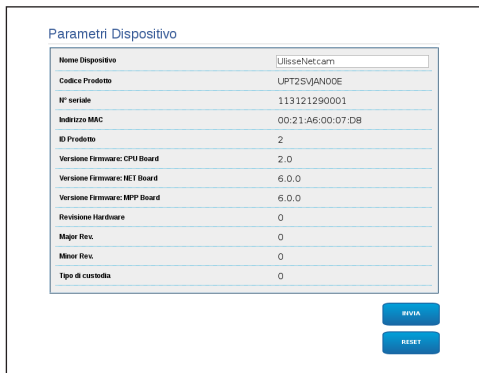 Parametri Dispositivo
Nome Dispositivo UlisseNetcam
Codice Prodotto UPT2SVJAN00E
N° seriale 113121290001
Indirizzo MAC 00:21:A6:00:07:D8
ID Prodotto 2
Versione Firmware: CPU Board 2.0
Versione Firmware: NET Board 6.0.0
Versione Firmware: MPP Board 6.0.0
Revisione Hardware 0
Major Rev. 0
Minor Rev. 0
Tipo di custodia 0
INVIA
RESET